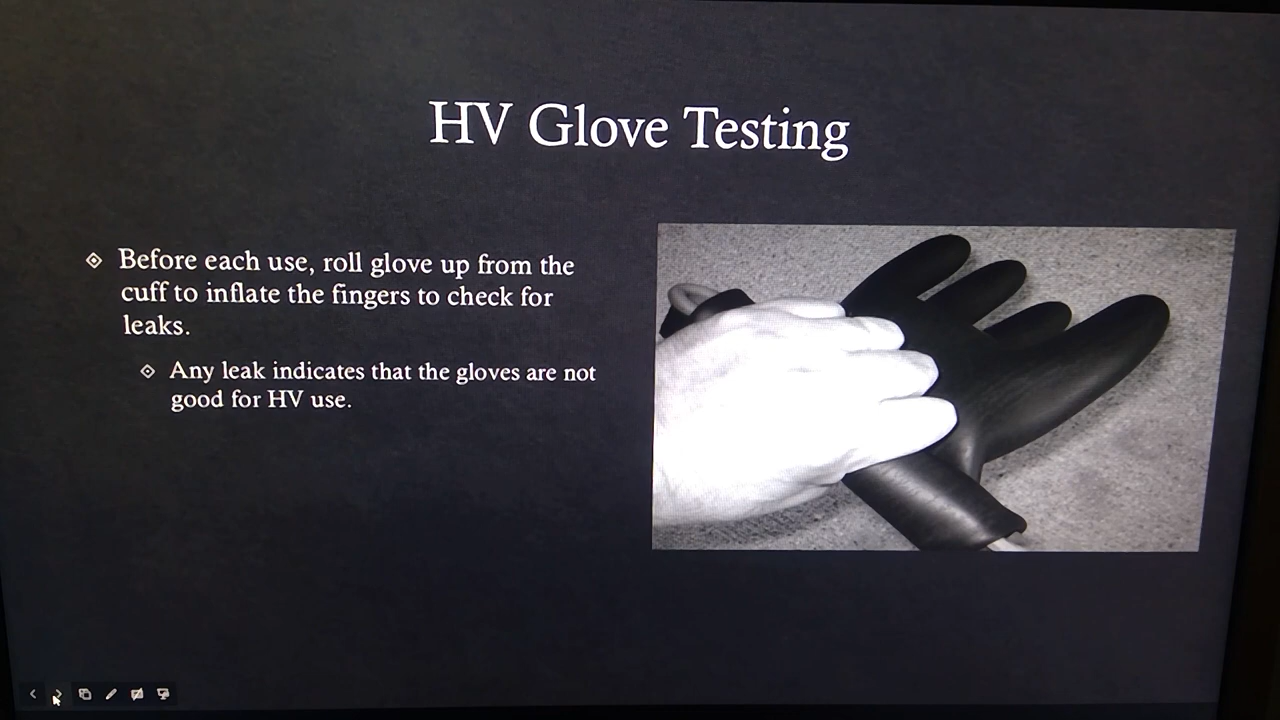 HV Glove Testing
Before each use, roll glove up from the
cuff to inflate the fingers to check for
leaks.
Any leak indicates that the gloves are not
good for HV use.